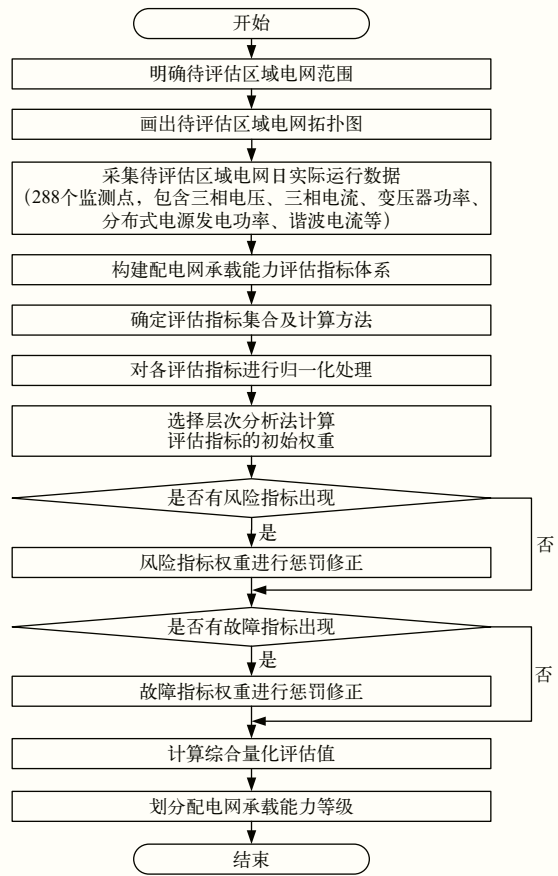 开始
明确待评估区域电网范围
画出待评估区域电网拓扑图
采集待评估区域电网日实际运行数据
（288个监测点，包含三相电压、三相电流、变压器功率、
分布式电源发电功率、谐波电流等）
构建配电网承载能力评估指标体系
确定评估指标集合及计算方法
对各评估指标进行归一化处理
选择层次分析法计算
评估指标的初始权重
是否有风险指标出现
是
否
风险指标权重进行惩罚修正
是否有故障指标出现
是
否
故障指标权重进行惩罚修正
计算综合量化评估值
划分配电网承载能力等级
结束